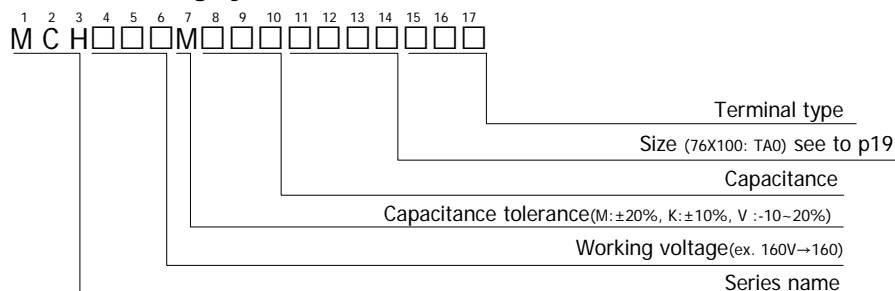 1 2 3 4 5 6 7 8 9 10 11 12 13 14 15 16 17
M C H□□□M□□□□□□□□□□
Terminal type
Size (76X100: TA0) see to p19
Capacitance
Capacitance tolerance(M:±20%, K:±10%, V :-10~20%)
Working voltage(ex. 160V→160)
Series name